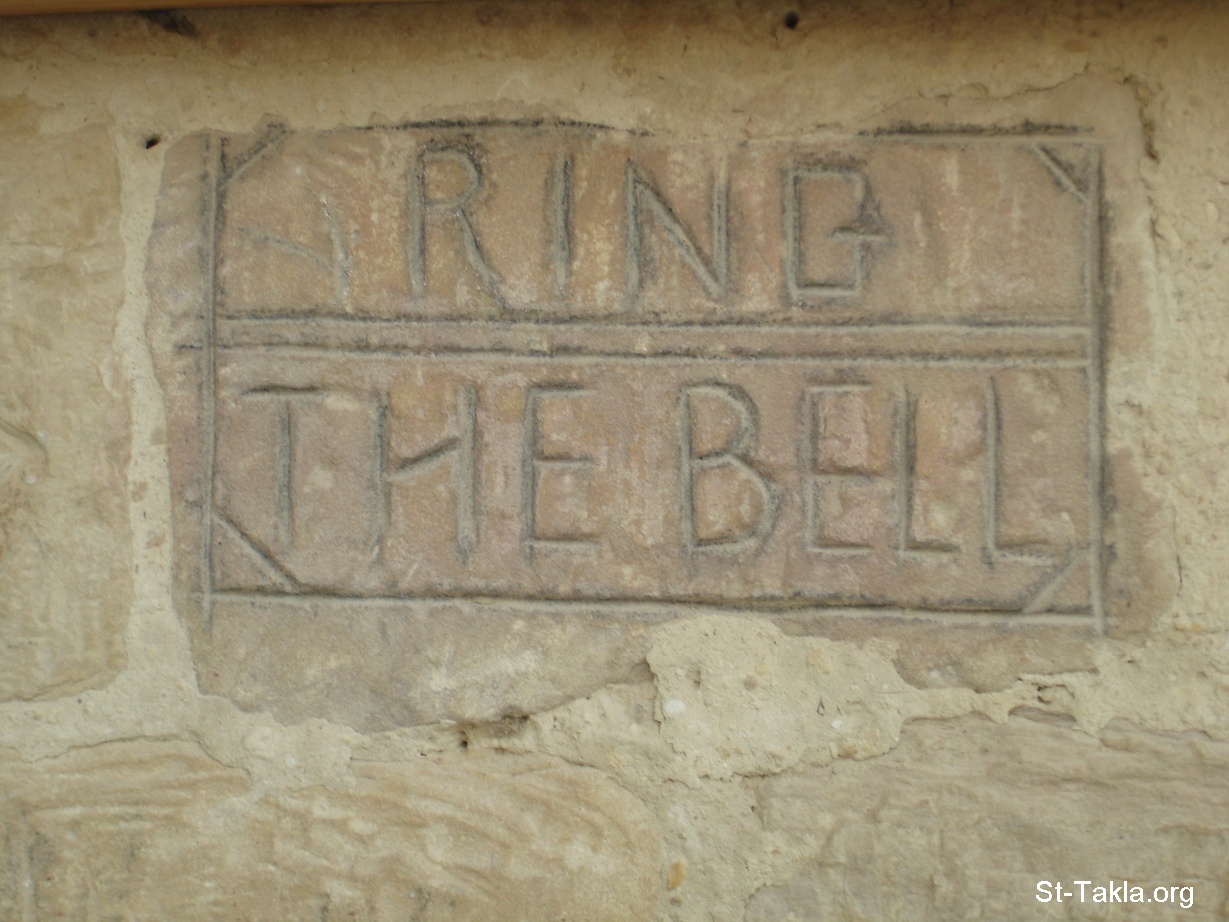 RING
THE BELL
St-Takla.org